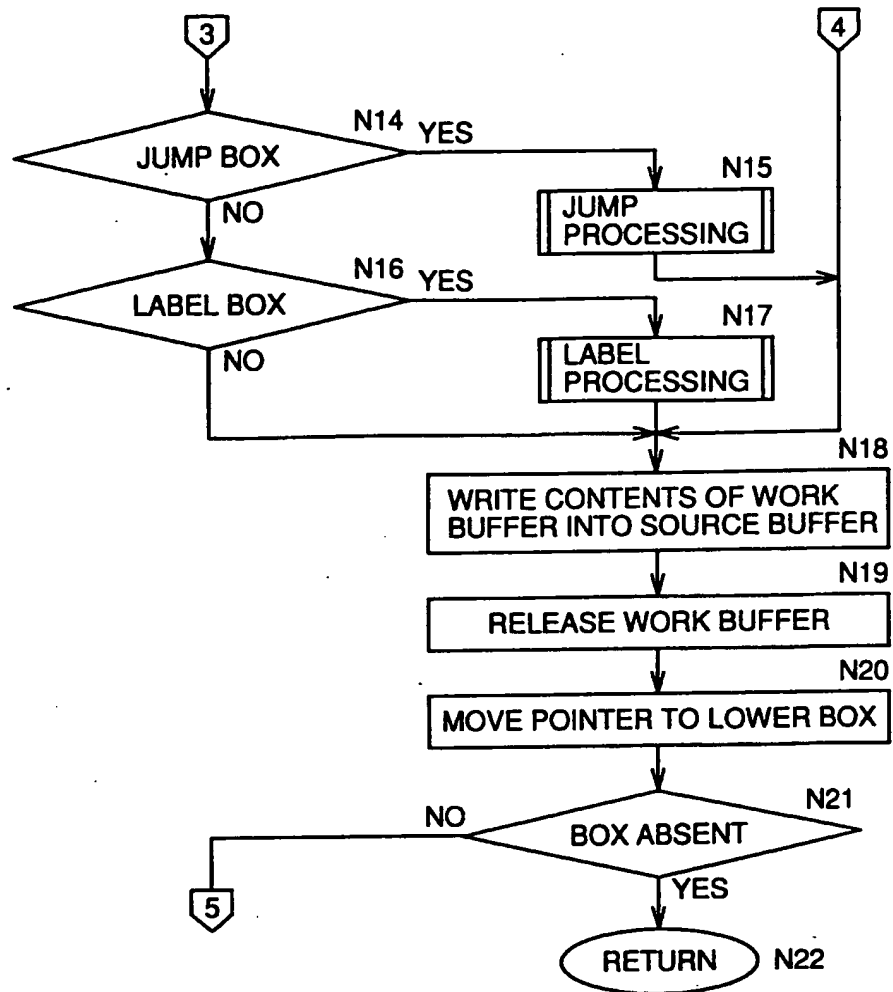 3
4
N14
YES
JUMP BOX
N15
NO
JUMP
PROCESSING
N16
YES
LABEL BOX
N17
NO
LABEL
PROCESSING
N18
WRITE CONTENTS OF WORK
BUFFER INTO SOURCE BUFFER
N19
RELEASE WORK BUFFER
N20
MOVE POINTER TO LOWER BOX
N21
NO
BOX ABSENT
YES
5
RETURN
N22